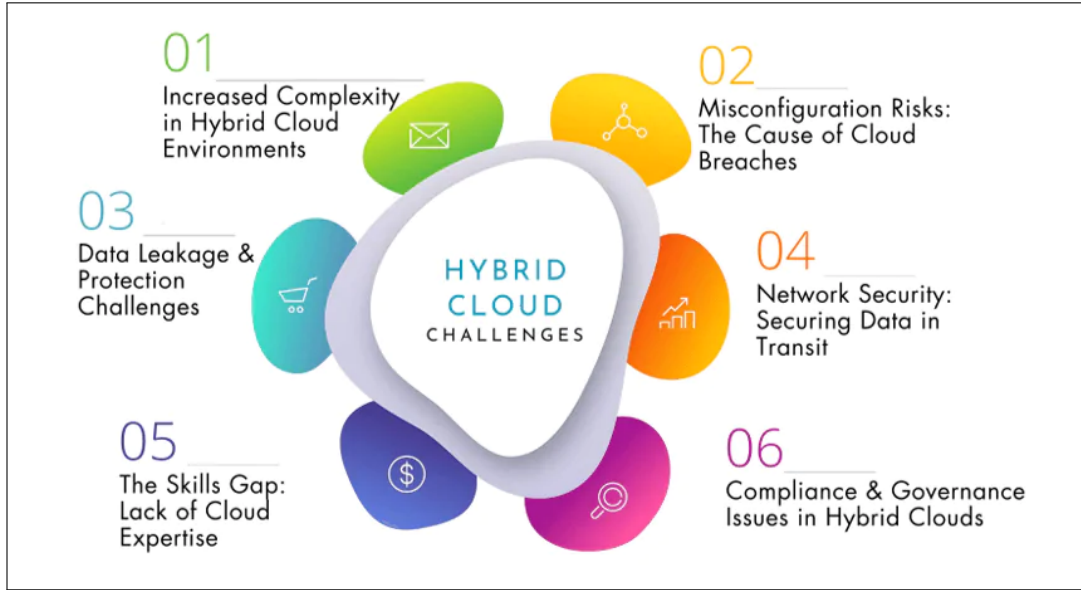 01
Increased Complexity
in Hybrid Cloud
Environments
02
Misconfiguration Risks:
The Cause of Cloud
Breaches
03
Data Leakage &
Protection
Challenges
HYBRID
CLOUD
CHALLENGES
04
Network Security:
Securing Data in
Transit
05
The Skills Gap:
Lack of Cloud
Expertise
$
06
Compliance & Governance
Issues in Hybrid Clouds